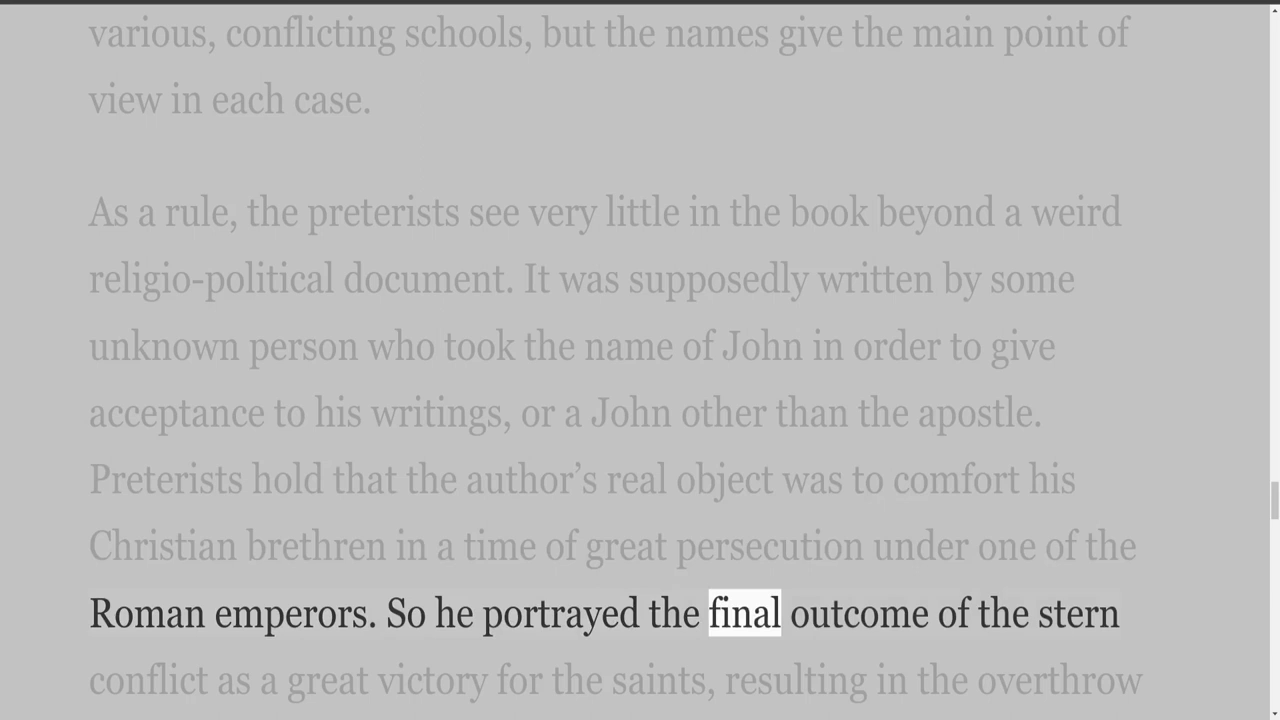 various, conflicting schools, but the names give the main point of
view in each case.
As a rule, the preterists see very little in the book beyond a weird
religio-political document. It was supposedly written by some
unknown person who took the name of John in order to give
acceptance to his writings, or a John other than the apostle.
Preterists hold that the author’s real object was to comfort his
Christian brethren in a time of great persecution under one of the
Roman emperors. So he portrayed the final outcome of the stern
conflict as a great victory for the saints, resulting in the overthrow